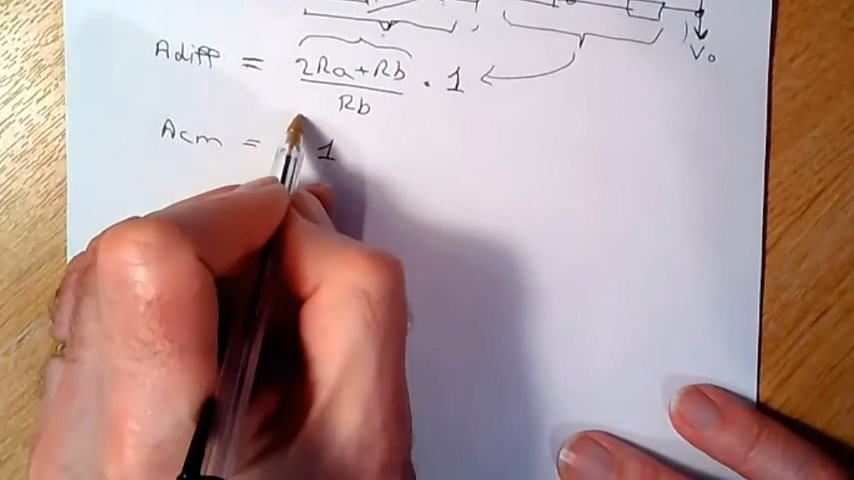 Vo
Adiff = 2Ra+Rb / Rb . 1
Acm = 1